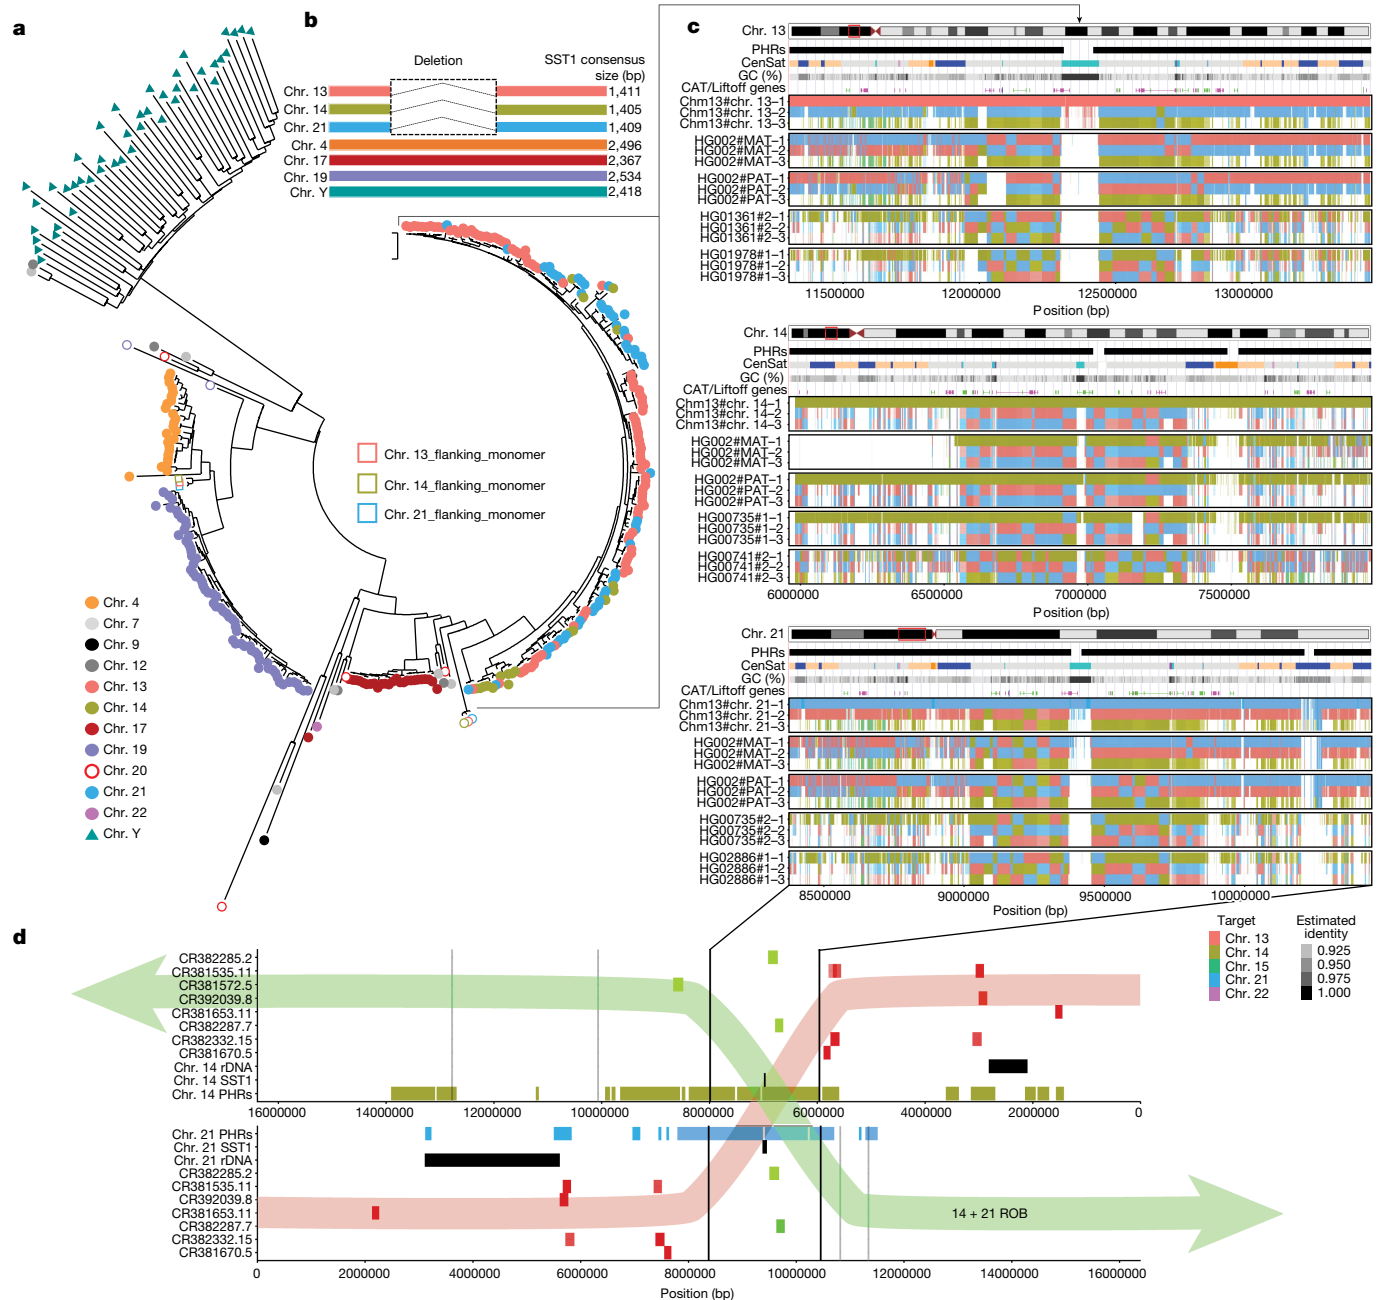 a
b
Deletion
SST1 consensus
size (bp)
Chr. 13
1,411
Chr. 14
1,405
Chr. 21
1,409
Chr. 4
2,496
Chr. 17
2,367
Chr. 19
2,534
Chr. Y
2,418
Chr. 13_flanking_monomer
Chr. 14_flanking_monomer
Chr. 21_flanking_monomer
Chr. 4
Chr. 7
Chr. 9
Chr. 12
Chr. 13
Chr. 14
Chr. 17
Chr. 19
Chr. 20
Chr. 21
Chr. 22
Chr. Y
c
Chr. 13
PHRs
CenSat
GC (%)
CAT/Liftoff genes
Chm13#chr. 13–1
Chm13#chr. 13–2
Chm13#chr. 13–3
HG002#MAT–1
HG002#MAT–2
HG002#MAT–3
HG002#PAT–1
HG002#PAT–2
HG002#PAT–3
HG01361#2–1
HG01361#2–2
HG01361#2–3
HG01978#1–1
HG01978#1–2
HG01978#1–3
11500000 12000000 12500000 13000000
Position (bp)
Chr. 14
PHRs
CenSat
GC (%)
CAT/Liftoff genes
Chm13#chr. 14–1
Chm13#chr. 14–2
Chm13#chr. 14–3
HG002#MAT–1
HG002#MAT–2
HG002#MAT–3
HG002#PAT–1
HG002#PAT–2
HG002#PAT–3
HG00735#1–1
HG00735#1–2
HG00735#1–3
HG00741#2–1
HG00741#2–2
HG00741#2–3
6000000 6500000 7000000 7500000
Position (bp)
Chr. 21
PHRs
CenSat
GC (%)
CAT/Liftoff genes
Chm13#chr. 21–1
Chm13#chr. 21–2
Chm13#chr. 21–3
HG002#MAT–1
HG002#MAT–2
HG002#MAT–3
HG002#PAT–1
HG002#PAT–2
HG002#PAT–3
HG00735#2–1
HG00735#2–2
HG00735#2–3
HG02886#1–1
HG02886#1–2
HG02886#1–3
8500000 9000000 9500000 10000000
Position (bp)
Target
Chr. 13
Chr. 14
Chr. 15
Chr. 21
Chr. 22
Estimated
identity
0.925
0.950
0.975
1.000
d
CR382285.2
CR381535.11
CR381572.5
CR392039.8
CR381653.11
CR382287.7
CR382332.15
CR381670.5
Chr. 14 rDNA
Chr. 14 SST1
Chr. 14 PHRs
16000000 14000000 12000000 10000000 8000000 6000000 4000000 2000000 0
Chr. 21 PHRs
Chr. 21 SST1
Chr. 21 rDNA
CR382285.2
CR381535.11
CR392039.8
CR381653.11
CR382287.7
CR382332.15
CR381670.5
14 + 21 ROB
0 2000000 4000000 6000000 8000000 10000000 12000000 14000000 16000000
Position (bp)